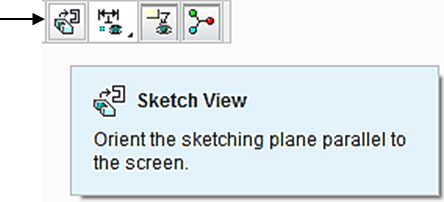 Sketch View
Orient the sketching plane parallel to
the screen.